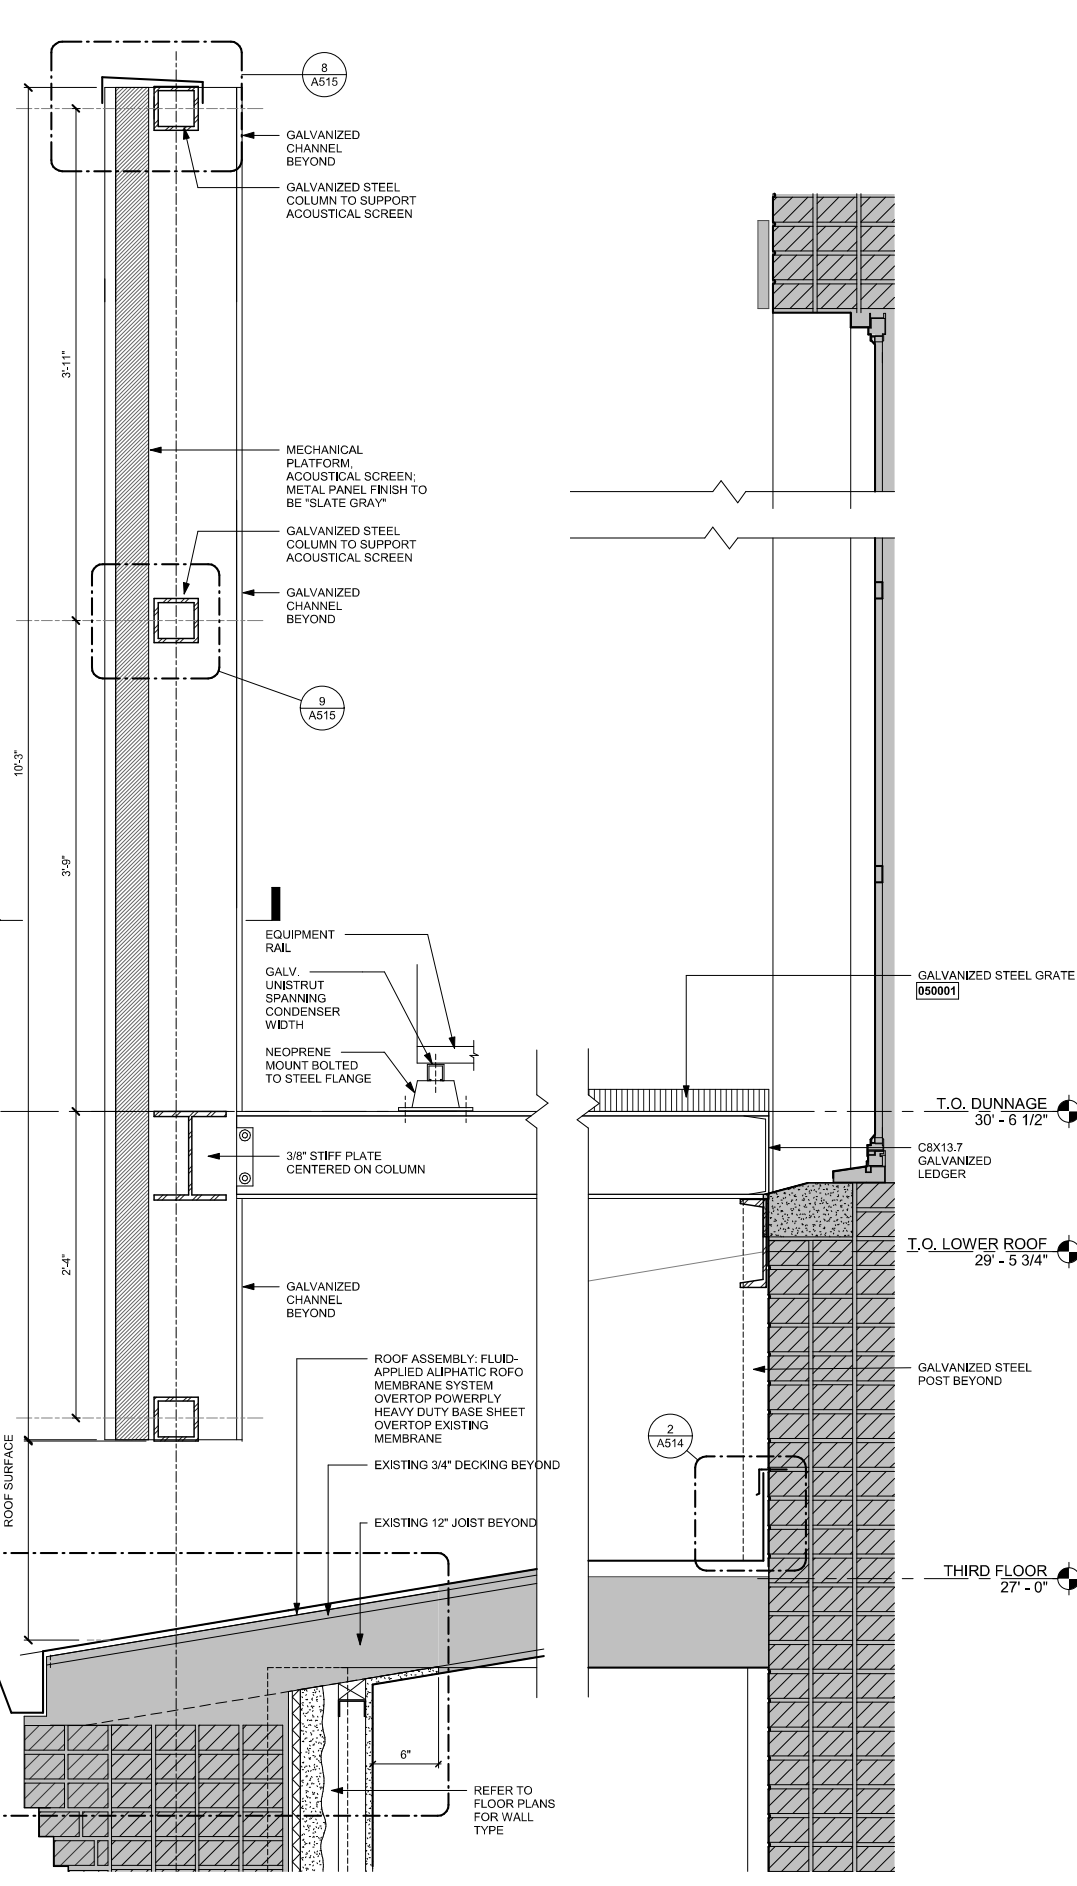 8
A515
GALVANIZED
CHANNEL
BEYOND
GALVANIZED STEEL
COLUMN TO SUPPORT
ACOUSTICAL SCREEN
3'-11"
MECHANICAL
PLATFORM,
ACOUSTICAL SCREEN;
METAL PANEL FINISH TO
BE "SLATE GRAY"
GALVANIZED STEEL
COLUMN TO SUPPORT
ACOUSTICAL SCREEN
GALVANIZED
CHANNEL
BEYOND
9
A515
10'-3"
3'-9"
EQUIPMENT
RAIL
GALV.
UNISTRUT
SPANNING
CONDENSER
WIDTH
NEOPRENE
MOUNT BOLTED
TO STEEL FLANGE
GALVANIZED STEEL GRATE
050001
T.O. DUNNAGE
30' - 6 1/2"
3/8" STIFF PLATE
CENTERED ON COLUMN
C8X13.7
GALVANIZED
LEDGER
T.O. LOWER ROOF
29' - 5 3/4"
2'-4"
GALVANIZED
CHANNEL
BEYOND
ROOF ASSEMBLY: FLUID-
APPLIED ALIPHATIC ROFO
MEMBRANE SYSTEM
OVERTOP POWERPLY
HEAVY DUTY BASE SHEET
OVERTOP EXISTING
MEMBRANE
GALVANIZED STEEL
POST BEYOND
2
A514
EXISTING 3/4" DECKING BEYOND
ROOF SURFACE
EXISTING 12" JOIST BEYOND
THIRD FLOOR
27' - 0"
6"
REFER TO
FLOOR PLANS
FOR WALL
TYPE